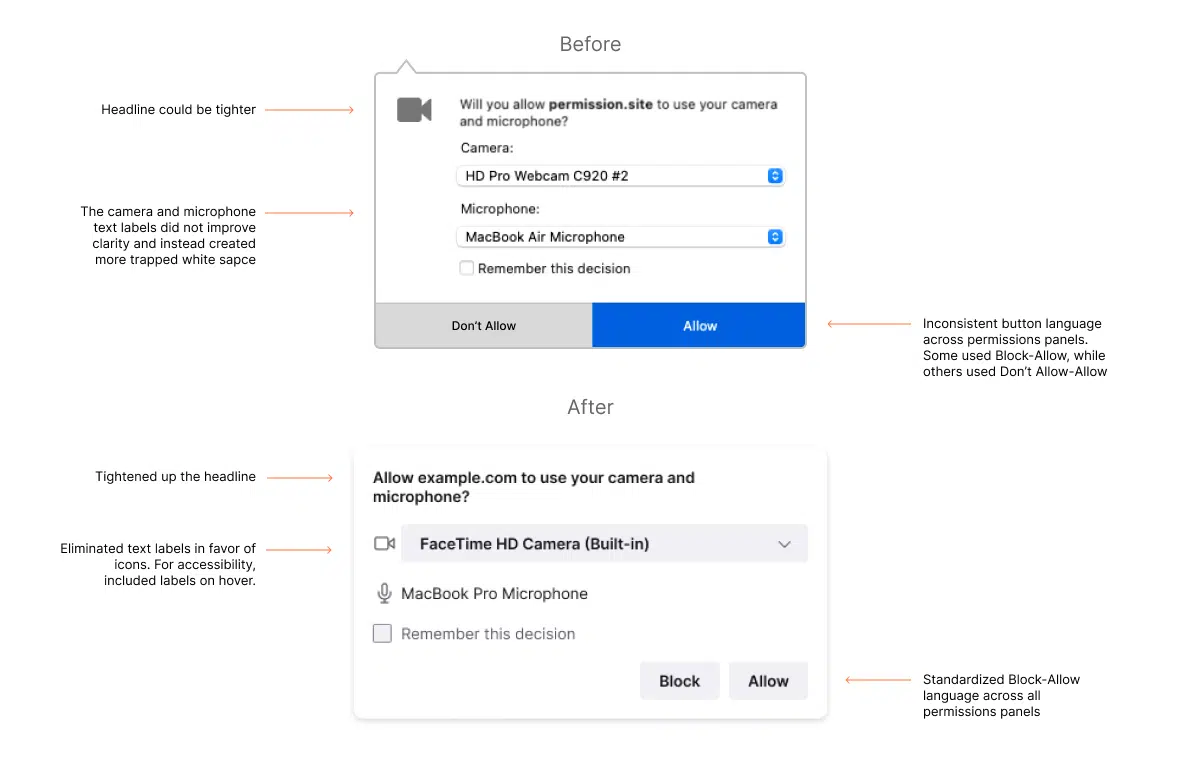 Before
Headline could be tighter
Will you allow permission.site to use your camera
and microphone?
Camera:
HD Pro Webcam C920 #2
The camera and microphone
text labels did not improve
clarity and instead created
more trapped white sapce
Microphone:
MacBook Air Microphone
Remember this decision
Don't Allow
Allow
Inconsistent button language
across permissions panels.
Some used Block-Allow, while
others used Don't Allow-Allow
After
Tightened up the headline
Allow example.com to use your camera and
microphone?
Eliminated text labels in favor of
icons. For accessibility,
included labels on hover.
FaceTime HD Camera (Built-in)
MacBook Pro Microphone
Remember this decision
Block
Allow
Standardized Block-Allow
language across all
permissions panels